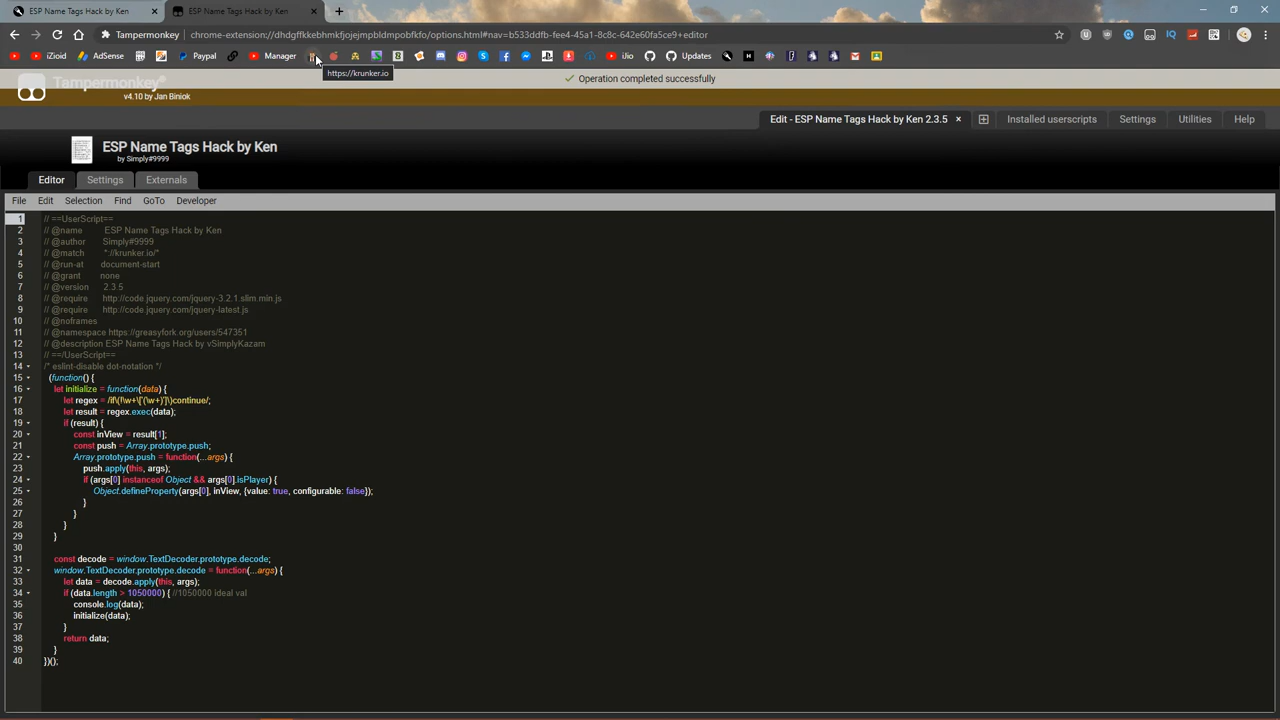 ESP Name Tags Hack by Ken
ESP Name Tags Hack by Ken
Tampermonkey
chrome-extension://dhdgffkkebhmkfjojejmpbldmpobfkfo/options.html#nav=b533ddfb-fee4-45a1-8c8c-642e60fa5ce9+editor
iZioid
AdSense
Paypal
Manager
i.lio
Updates
https://krunker.io
Operation completed successfully
Tampermonkey®
v4.10 by Jan Biniok
Edit - ESP Name Tags Hack by Ken 2.3.5
Installed userscripts
Settings
Utilities
Help
ESP Name Tags Hack by Ken
by Simply#9999
Editor
Settings
Externals
File Edit Selection Find GoTo Developer
1 // ==UserScript==
2 // @name ESP Name Tags Hack by Ken
3 // @author Simply#9999
4 // @match *://krunker.io/*
5 // @run-at document-start
6 // @grant none
7 // @version 2.3.5
8 // @require http://code.jquery.com/jquery-3.2.1.slim.min.js
9 // @require http://code.jquery.com/jquery-latest.js
10 // @noframes
11 // @namespace https://greasyfork.org/users/547351
12 // @description ESP Name Tags Hack by vSimplyKazam
13 // ==/UserScript==
14 /* eslint-disable dot-notation */
15 (function() {
16 let initialize = function(data) {
17 let regex = /if\(!\w+\['(\w+)']\)continue/;
18 let result = regex.exec(data);
19 if (result) {
20 const inView = result[1];
21 const push = Array.prototype.push;
22 Array.prototype.push = function(...args) {
23 push.apply(this, args);
24 if (args[0] instanceof Object && args[0].isPlayer) {
25 Object.defineProperty(args[0], inView, {value: true, configurable: false});
26 }
27 }
28 }
29 }
30
31 const decode = window.TextDecoder.prototype.decode;
32 window.TextDecoder.prototype.decode = function(...args) {
33 let data = decode.apply(this, args);
34 if (data.length > 1050000) { //1050000 ideal val
35 console.log(data);
36 initialize(data);
37 }
38 return data;
39 }
40 })();